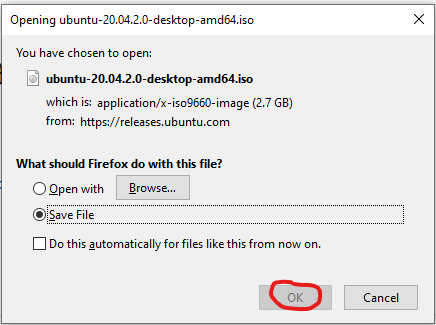 Opening ubuntu-20.04.2.0-desktop-amd64.iso
You have chosen to open:
ubuntu-20.04.2.0-desktop-amd64.iso
which is: application/x-iso9660-image (2.7 GB)
from: https://releases.ubuntu.com
What should Firefox do with this file?
Open with Browse...
Save File
Do this automatically for files like this from now on.
OK Cancel